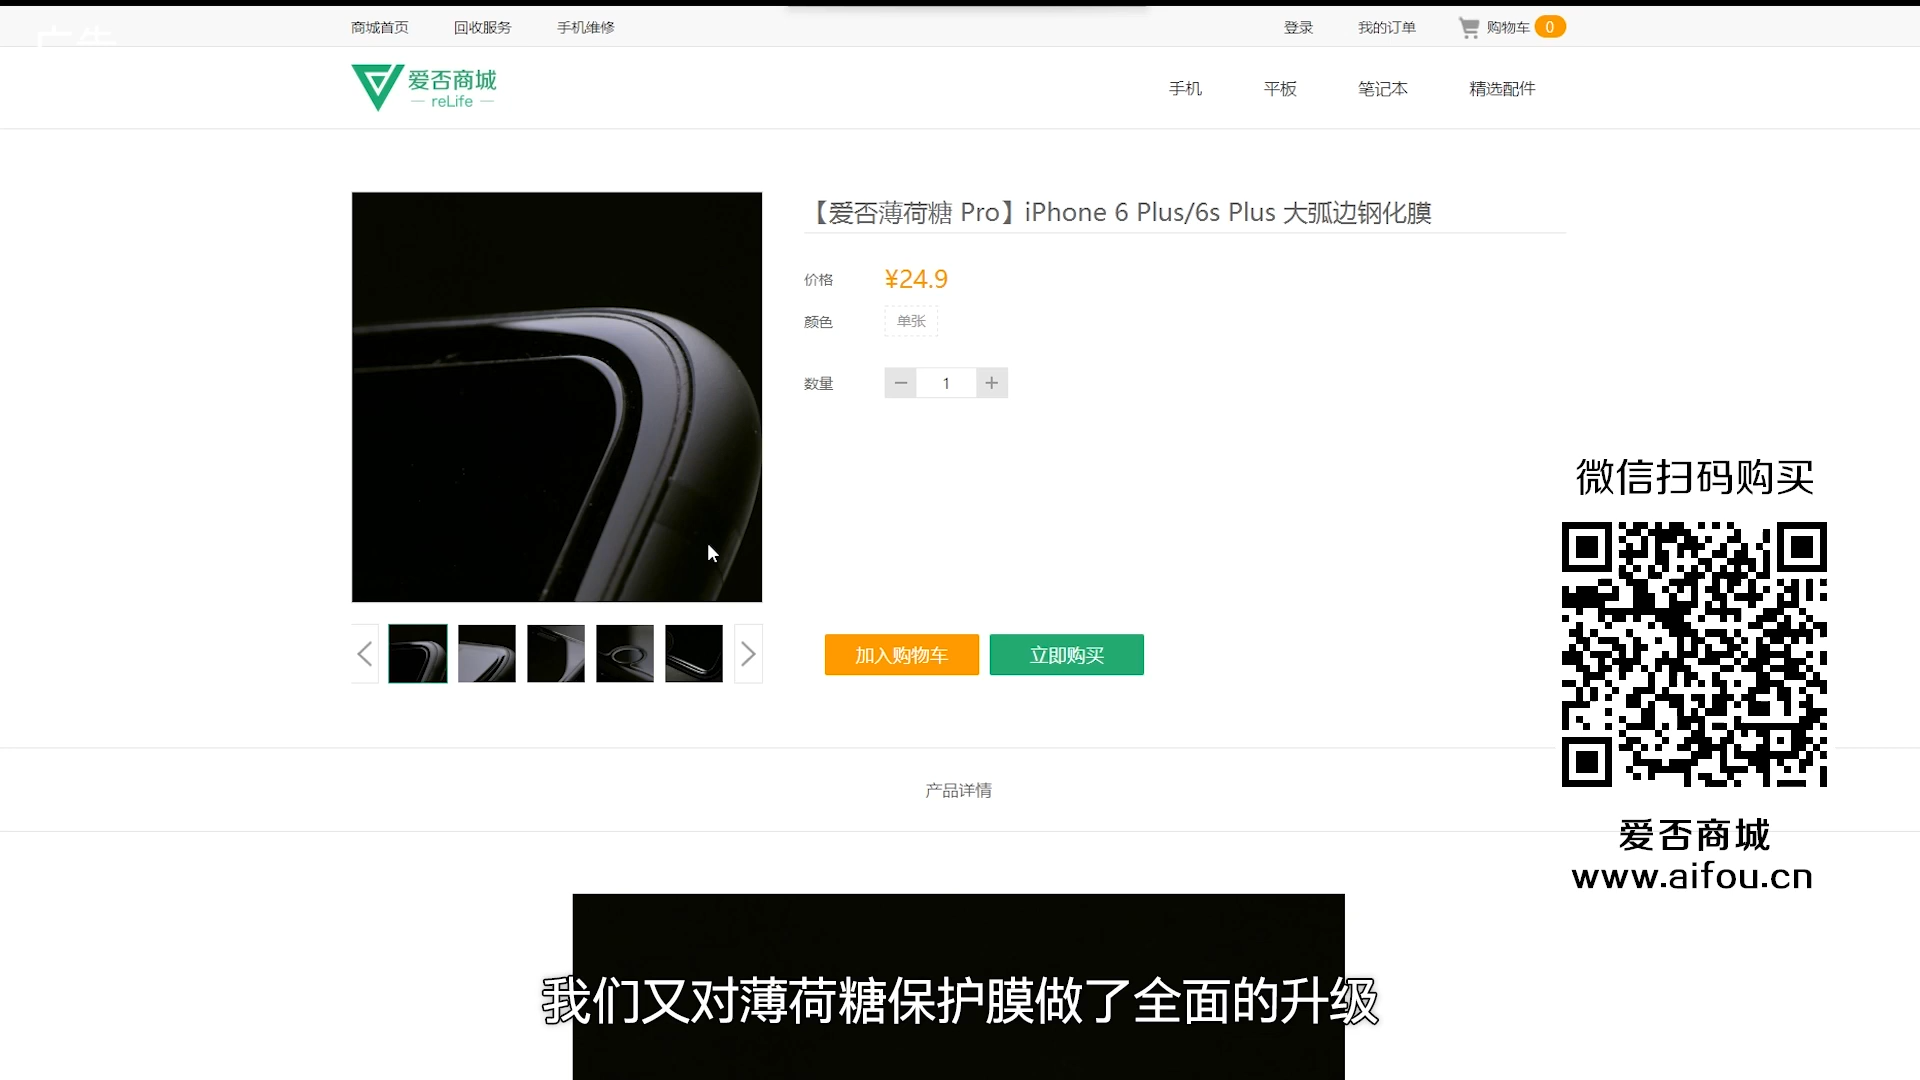 商城首页 回收服务 手机维修 登录 我的订单 购物车 0
广告
爱否商城
reLife
手机 平板 笔记本 精选配件
【爱否薄荷糖 Pro】iPhone 6 Plus/6s Plus 大弧边钢化膜
价格 ¥24.9
颜色 单张
数量 － 1 +
微信扫码购买
加入购物车 立即购买
产品详情
爱否商城
www.aifou.cn
我们又对薄荷糖保护膜做了全面的升级